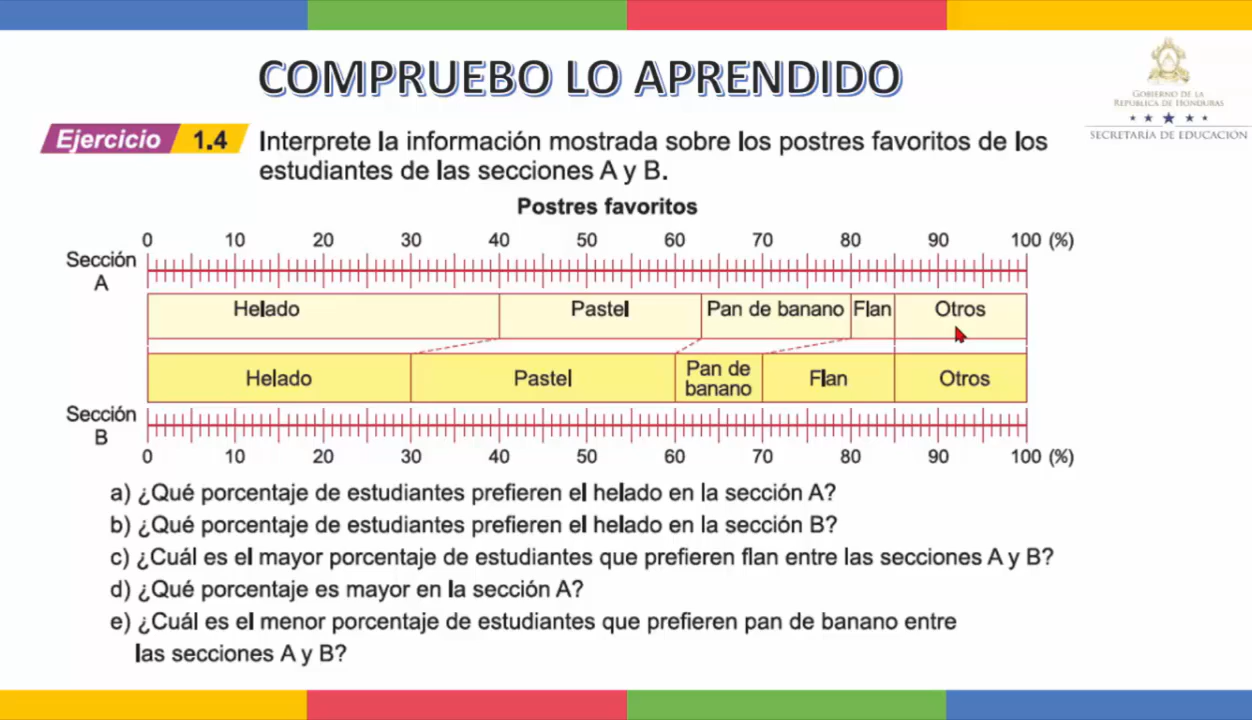 COMPRUEBO LO APRENDIDO
GOBIERNO DE LA
REPÚBLICA DE HONDURAS
SECRETARÍA DE EDUCACIÓN
Ejercicio 1.4 Interprete la información mostrada sobre los postres favoritos de los
estudiantes de las secciones A y B.
Postres favoritos
0 10 20 30 40 50 60 70 80 90 100 (%)
Sección
A
Helado Pastel Pan de banano Flan Otros
Helado Pastel Pan de banano Flan Otros
Sección
B
0 10 20 30 40 50 60 70 80 90 100 (%)
a) ¿Qué porcentaje de estudiantes prefieren el helado en la sección A?
b) ¿Qué porcentaje de estudiantes prefieren el helado en la sección B?
c) ¿Cuál es el mayor porcentaje de estudiantes que prefieren flan entre las secciones A y B?
d) ¿Qué porcentaje es mayor en la sección A?
e) ¿Cuál es el menor porcentaje de estudiantes que prefieren pan de banano entre
las secciones A y B?